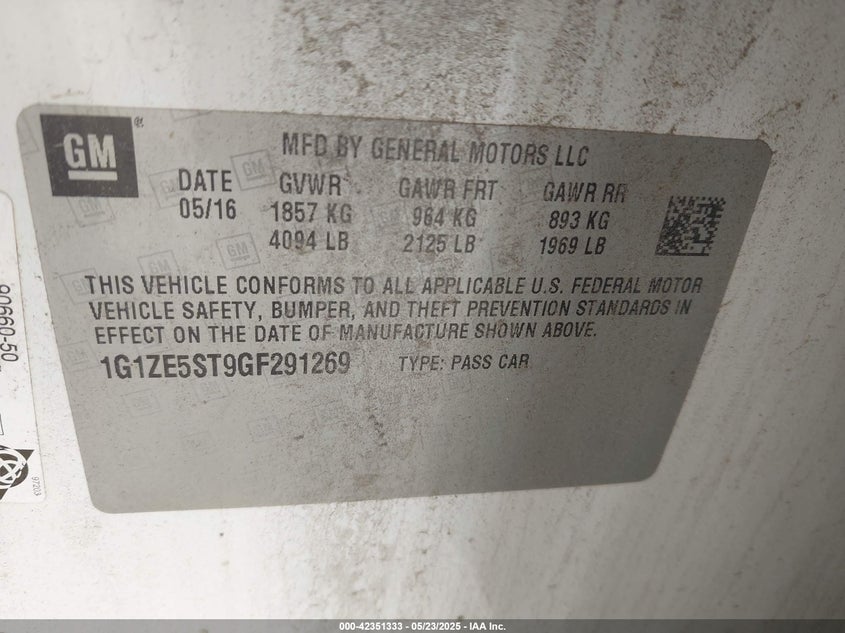 GM
MFD BY GENERAL MOTORS LLC
DATE GVWR GAWR FRT GAWR RR
05/16 1857 KG 964 KG 893 KG
4094 LB 2125 LB 1969 LB
THIS VEHICLE CONFORMS TO ALL APPLICABLE U.S. FEDERAL MOTOR
VEHICLE SAFETY, BUMPER, AND THEFT PREVENTION STANDARDS IN
EFFECT ON THE DATE OF MANUFACTURE SHOWN ABOVE.
1G1ZE5ST9GF291269 TYPE: PASS CAR
90660-50
97203
000-42351333 - 05/23/2025 - IAA Inc.